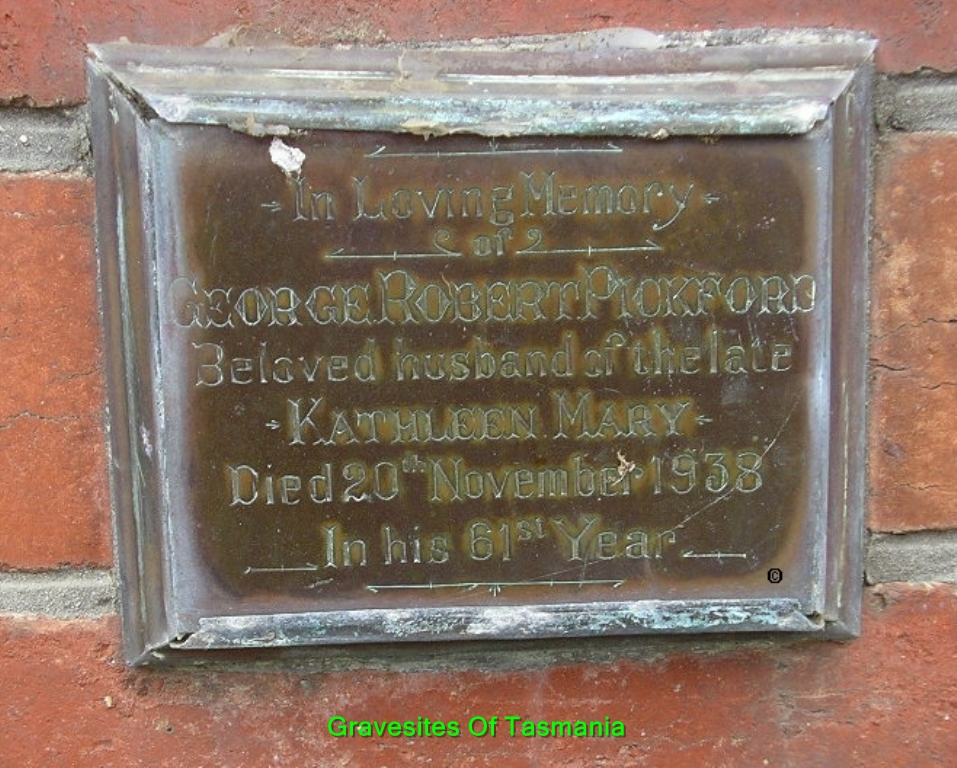 In Loving Memory
of
GEORGE ROBERT PICKFORD
Beloved husband of the late
KATHLEEN MARY
Died 20th November 1938
In his 61st Year
©
Gravesites Of Tasmania